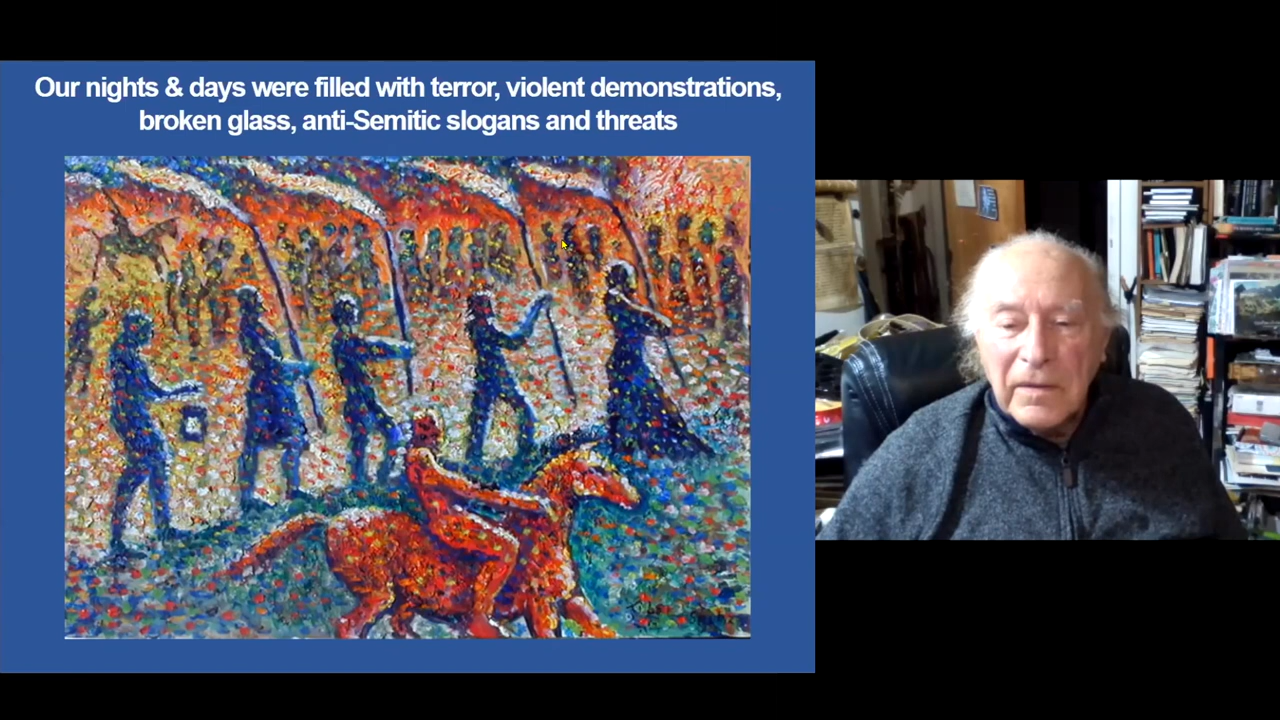 Our nights & days were filled with terror, violent demonstrations,
broken glass, anti-Semitic slogans and threats